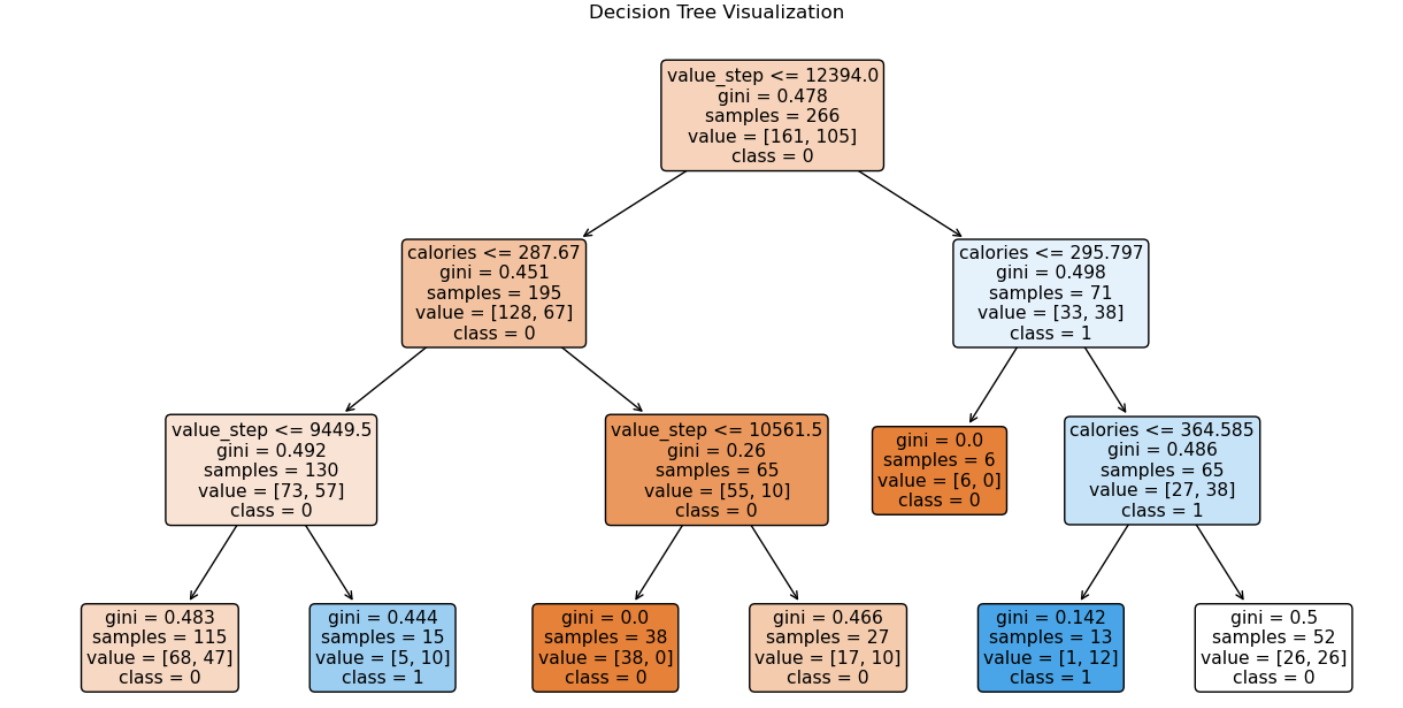 Decision Tree Visualization
value_step <= 12394.0
gini = 0.478
samples = 266
value = [161, 105]
class = 0
calories <= 287.67
gini = 0.451
samples = 195
value = [128, 67]
class = 0
calories <= 295.797
gini = 0.498
samples = 71
value = [33, 38]
class = 1
value_step <= 9449.5
gini = 0.492
samples = 130
value = [73, 57]
class = 0
value_step <= 10561.5
gini = 0.26
samples = 65
value = [55, 10]
class = 0
gini = 0.0
samples = 6
value = [6, 0]
class = 0
calories <= 364.585
gini = 0.486
samples = 65
value = [27, 38]
class = 1
gini = 0.483
samples = 115
value = [68, 47]
class = 0
gini = 0.444
samples = 15
value = [5, 10]
class = 1
gini = 0.0
samples = 38
value = [38, 0]
class = 0
gini = 0.466
samples = 27
value = [17, 10]
class = 0
gini = 0.142
samples = 13
value = [1, 12]
class = 1
gini = 0.5
samples = 52
value = [26, 26]
class = 0